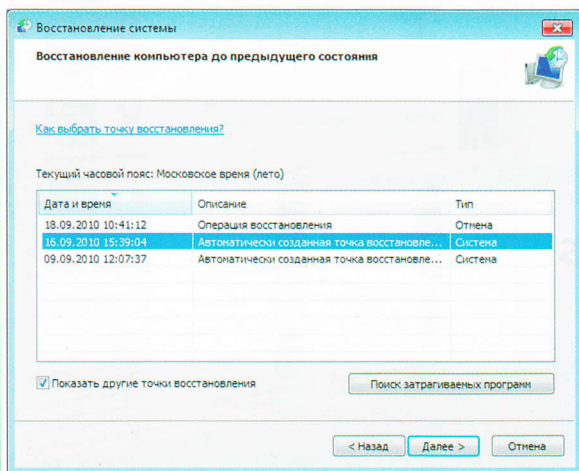 Восстановление системы
Восстановление компьютера до предыдущего состояния
Как выбрать точку восстановления?
Текущий часовой пояс: Московское время (лето)
Дата и время Описание Тип
18.09.2010 10:41:12 Операция восстановления Отмена
16.09.2010 15:39:04 Автоматически созданная точка восстановле... Система
09.09.2010 12:07:37 Автоматически созданная точка восстановле... Система
Показать другие точки восстановления Поиск затрагиваемых программ
< Назад Далее > Отмена